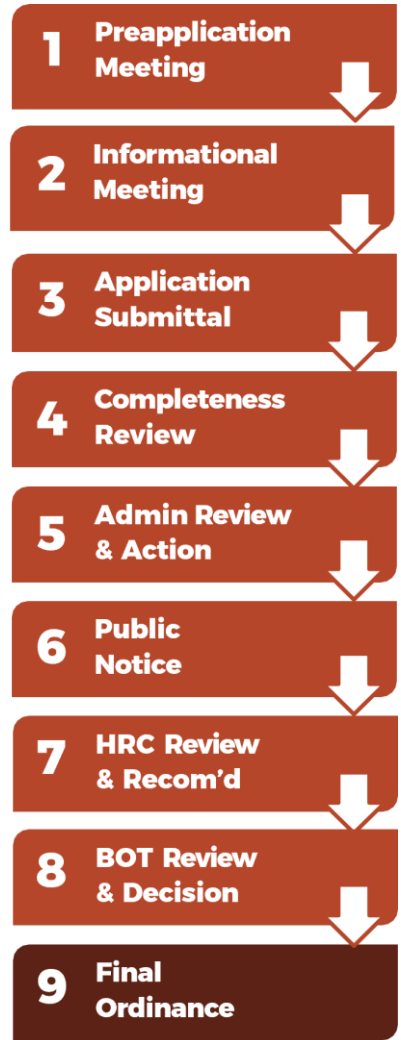 1
Preapplication
Meeting
2
Informational
Meeting
3
Application
Submittal
4
Completeness
Review
5
Admin Review
& Action
6
Public
Notice
7
HRC Review
& Recom’d
8
BOT Review
& Decision
9
Final
Ordinance